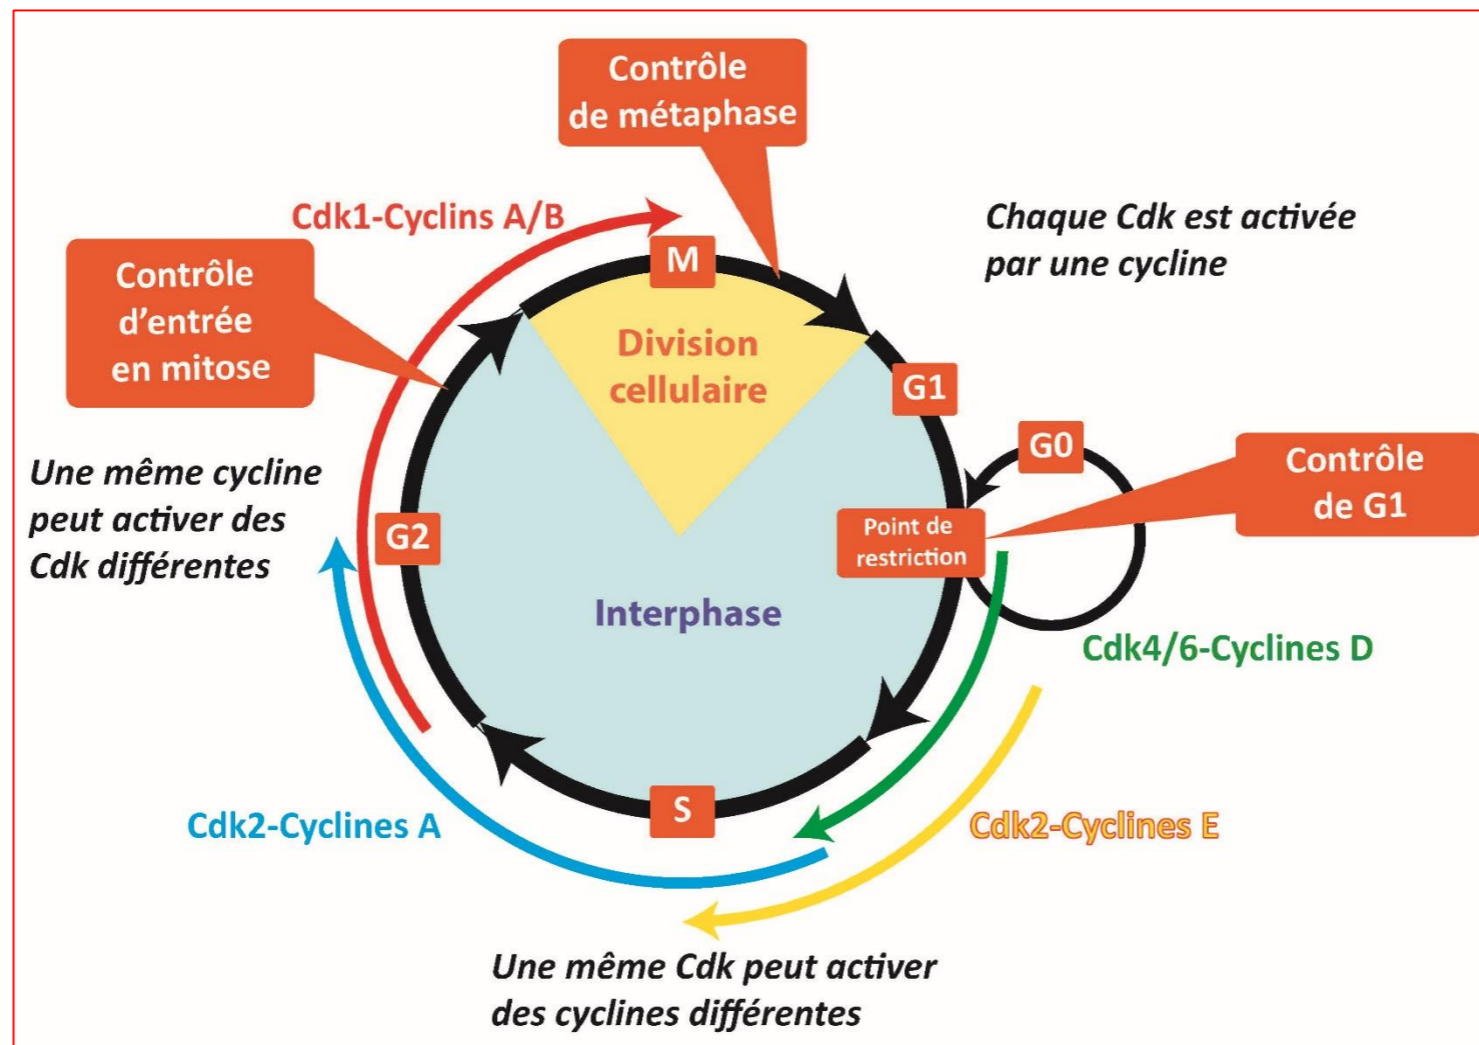 Contrôle
de métaphase
Cdk1-Cyclins A/B
Chaque Cdk est activée
par une cycline
Contrôle
d'entrée
en mitose
M
Division
cellulaire
G1
G0
Contrôle
de G1
Une même cycline
peut activer des
Cdk différentes
G2
Point de
restriction
Interphase
Cdk4/6-Cyclines D
Cdk2-Cyclines A
S
Cdk2-Cyclines E
Une même Cdk peut activer
des cyclines différentes